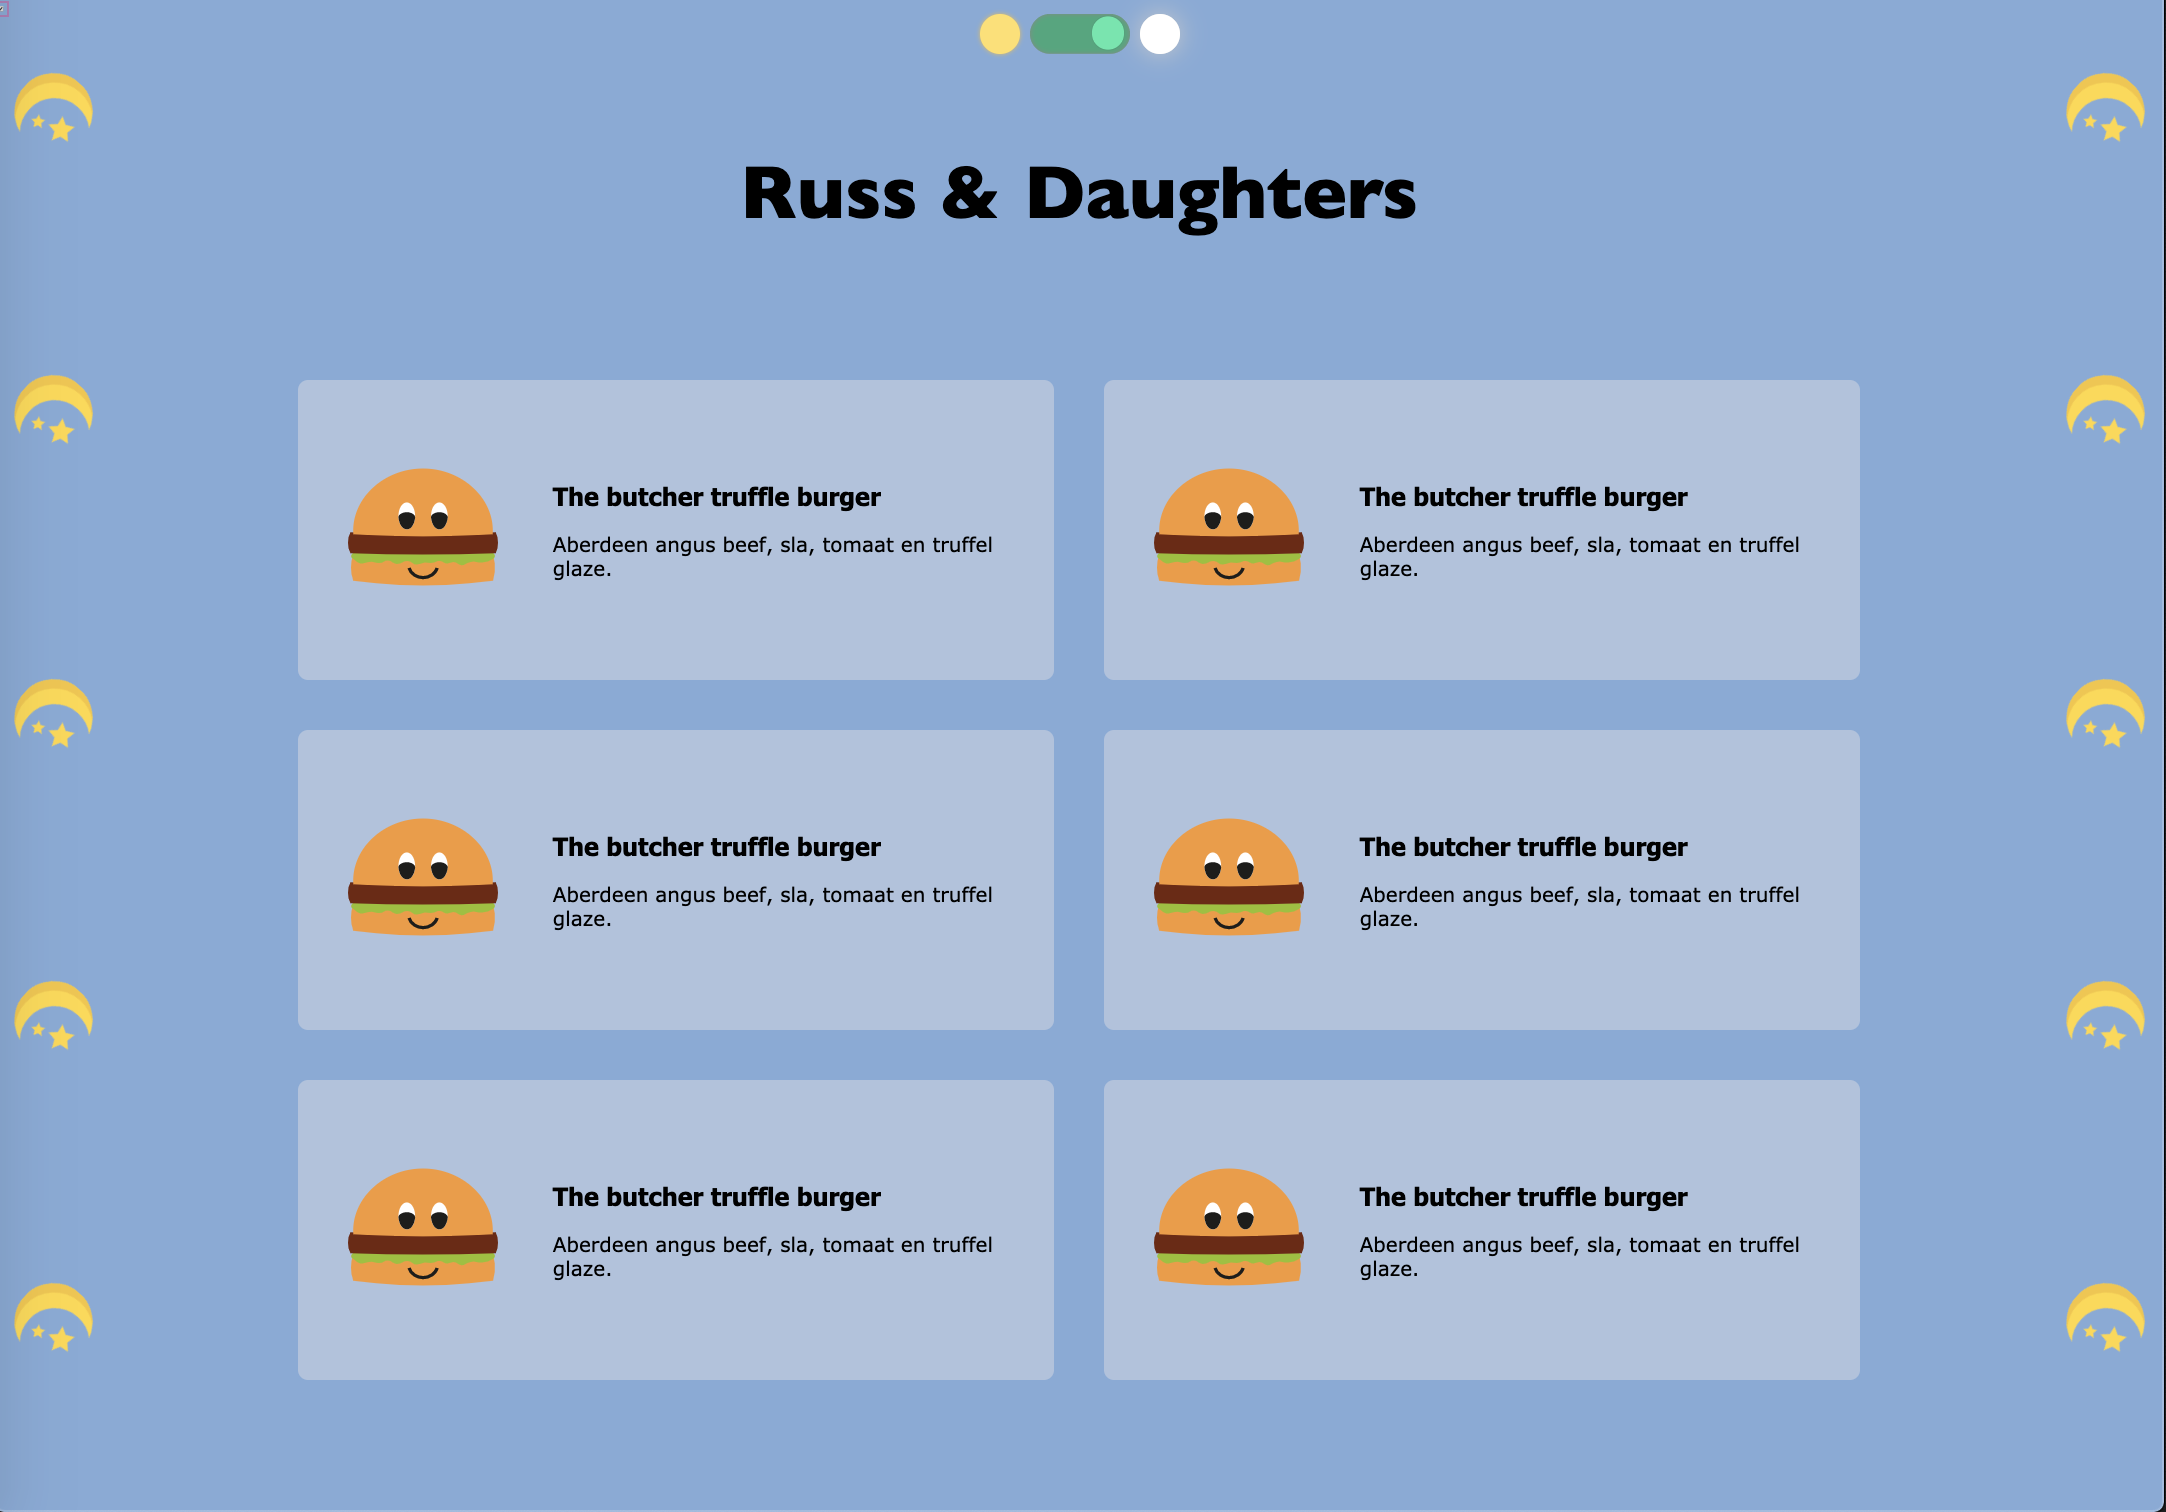 Russ & Daughters
The butcher truffle burger
Aberdeen angus beef, sla, tomaat en truffel
glaze.
The butcher truffle burger
Aberdeen angus beef, sla, tomaat en truffel
glaze.
The butcher truffle burger
Aberdeen angus beef, sla, tomaat en truffel
glaze.
The butcher truffle burger
Aberdeen angus beef, sla, tomaat en truffel
glaze.
The butcher truffle burger
Aberdeen angus beef, sla, tomaat en truffel
glaze.
The butcher truffle burger
Aberdeen angus beef, sla, tomaat en truffel
glaze.